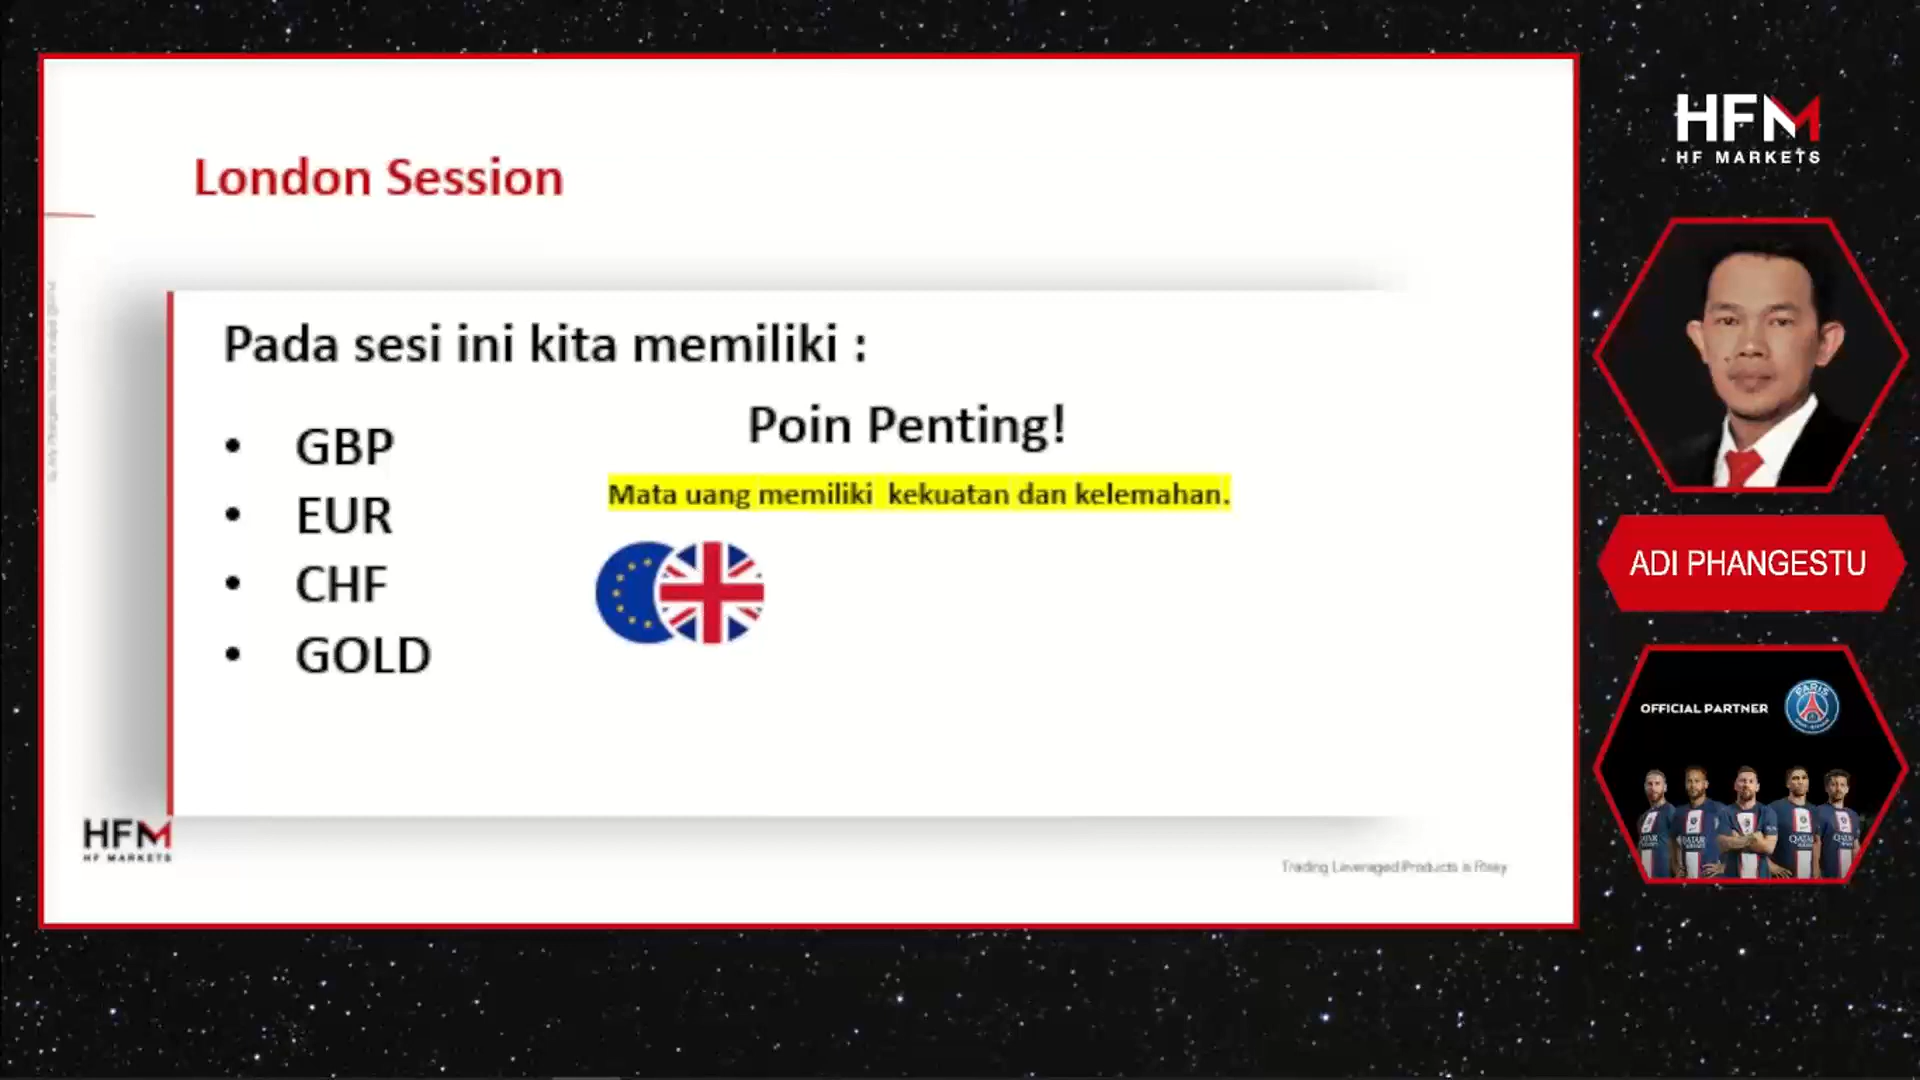 London Session
Pada sesi ini kita memiliki :
• GBP
• EUR
• CHF
• GOLD
Poin Penting!
Mata uang memiliki kekuatan dan kelemahan.
HFM
HF MARKETS
Trading Leveraged Products is Risky
HFM
HF MARKETS
ADI PHANGESTU
OFFICIAL PARTNER
PARIS